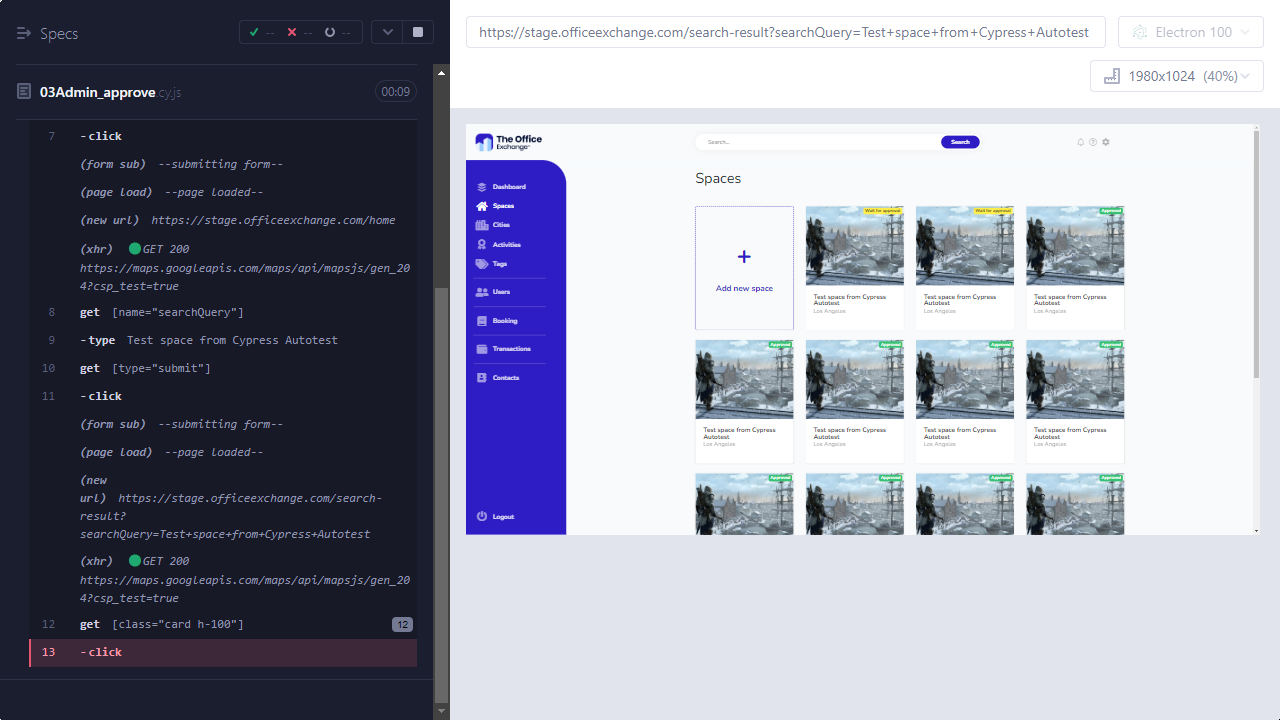 Specs
--
--
--
03Admin_approve.cy.js
00:09
7 -click
(form sub) --submitting form--
(page load) --page loaded--
(new url) https://stage.officeexchange.com/home
(xhr) GET 200
https://maps.googleapis.com/maps/api/mapsjs/gen_20
4?csp_test=true
8 get [name="searchQuery"]
9 -type Test space from Cypress Autotest
10 get [type="submit"]
11 -click
(form sub) --submitting form--
(page load) --page loaded--
(new
url) https://stage.officeexchange.com/search-
result?
searchQuery=Test+space+from+Cypress+Autotest
(xhr) GET 200
https://maps.googleapis.com/maps/api/mapsjs/gen_20
4?csp_test=true
12 get [class="card h-100"] 12
13 -click
https://stage.officeexchange.com/search-result?searchQuery=Test+space+from+Cypress+Autotest
Electron 100
1980x1024 (40%)
The Office
Exchange
Search...
Search
Dashboard
Spaces
Cities
Activities
Tags
Users
Booking
Transactions
Contacts
Logout
Spaces
+
Add new space
Wait for approval
Test space from Cypress
Autotest
Los Angeles
Wait for approval
Test space from Cypress
Autotest
Los Angeles
Approved
Test space from Cypress
Autotest
Los Angeles
Approved
Test space from Cypress
Autotest
Los Angeles
Approved
Test space from Cypress
Autotest
Los Angeles
Approved
Test space from Cypress
Autotest
Los Angeles
Approved
Test space from Cypress
Autotest
Los Angeles
Approved
Approved
Approved
Approved